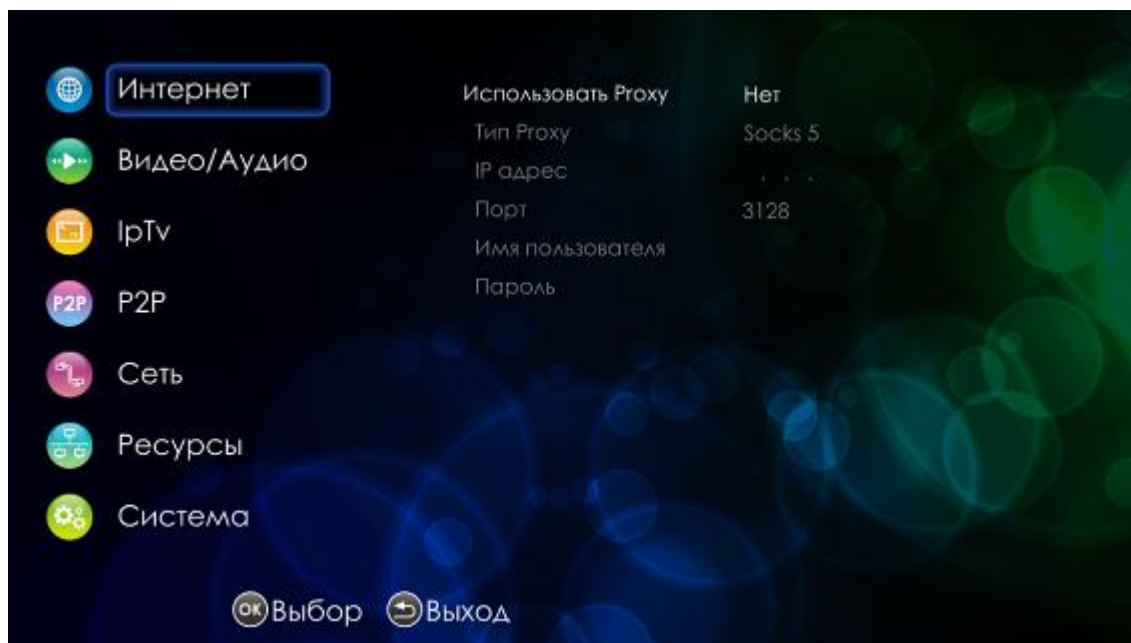 Интернет
Видео/Аудио
IpTv
P2P P2P
Сеть
Ресурсы
Система
Использовать Proxy Нет
Тип Proxy Socks 5
IP адрес . . .
Порт 3128
Имя пользователя
Пароль
OK Выбор Выход